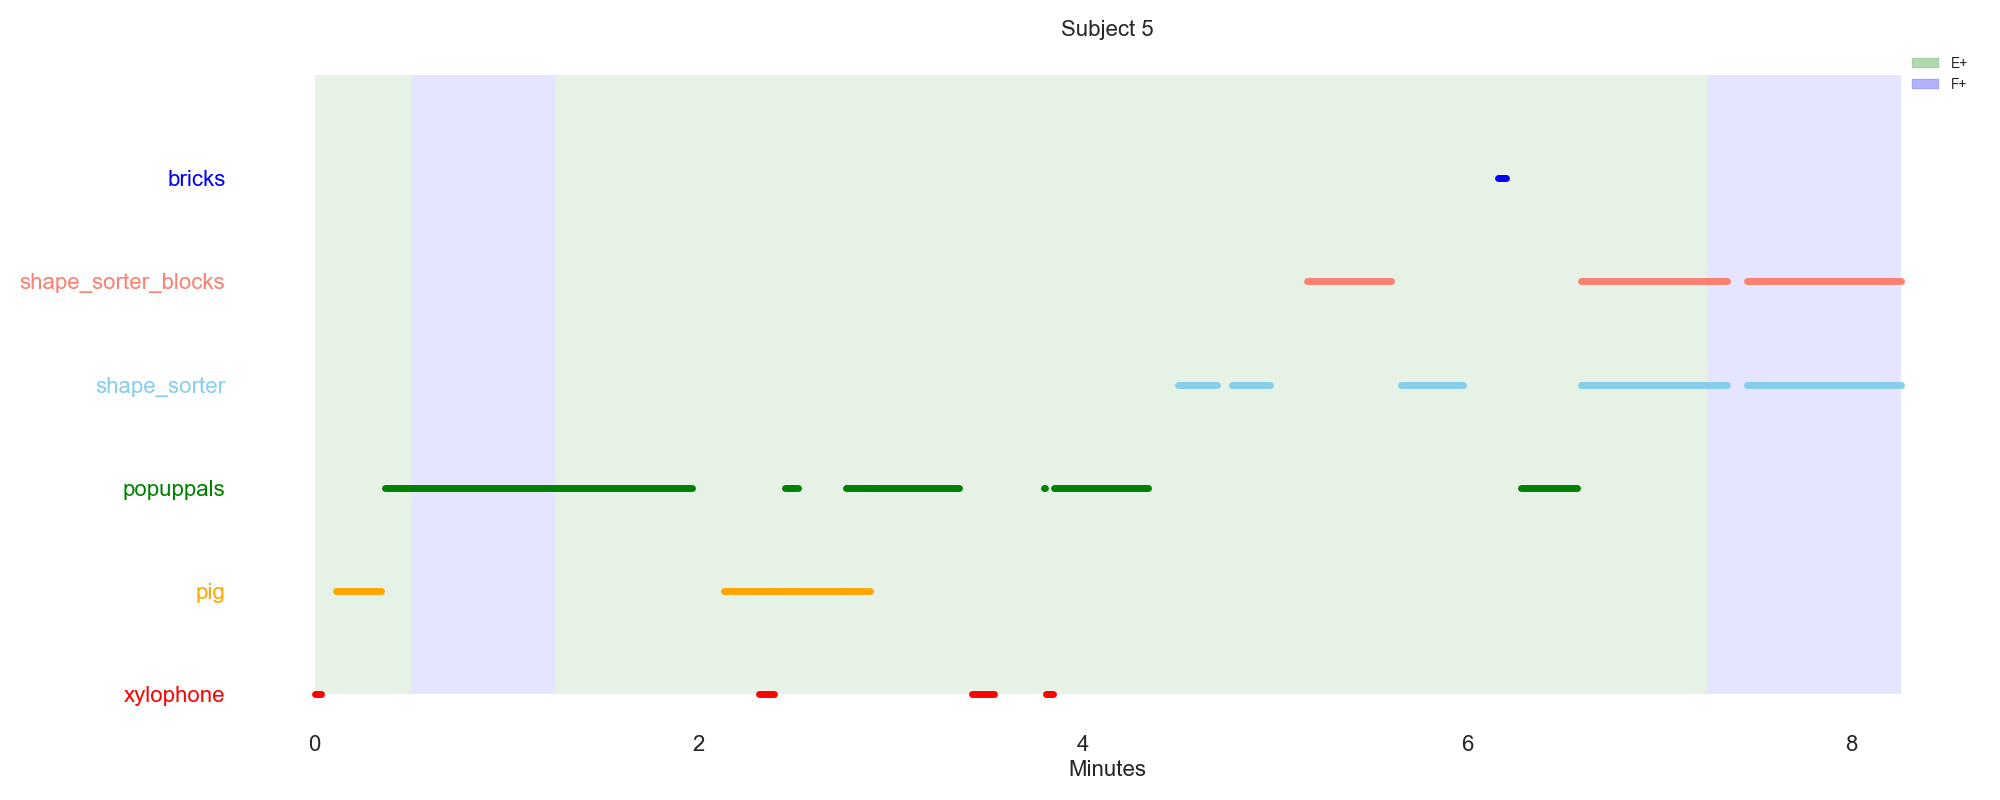 Subject 5
E+
F+
bricks
shape_sorter_blocks
shape_sorter
popuppals
pig
xylophone
0 2 4 6 8
Minutes